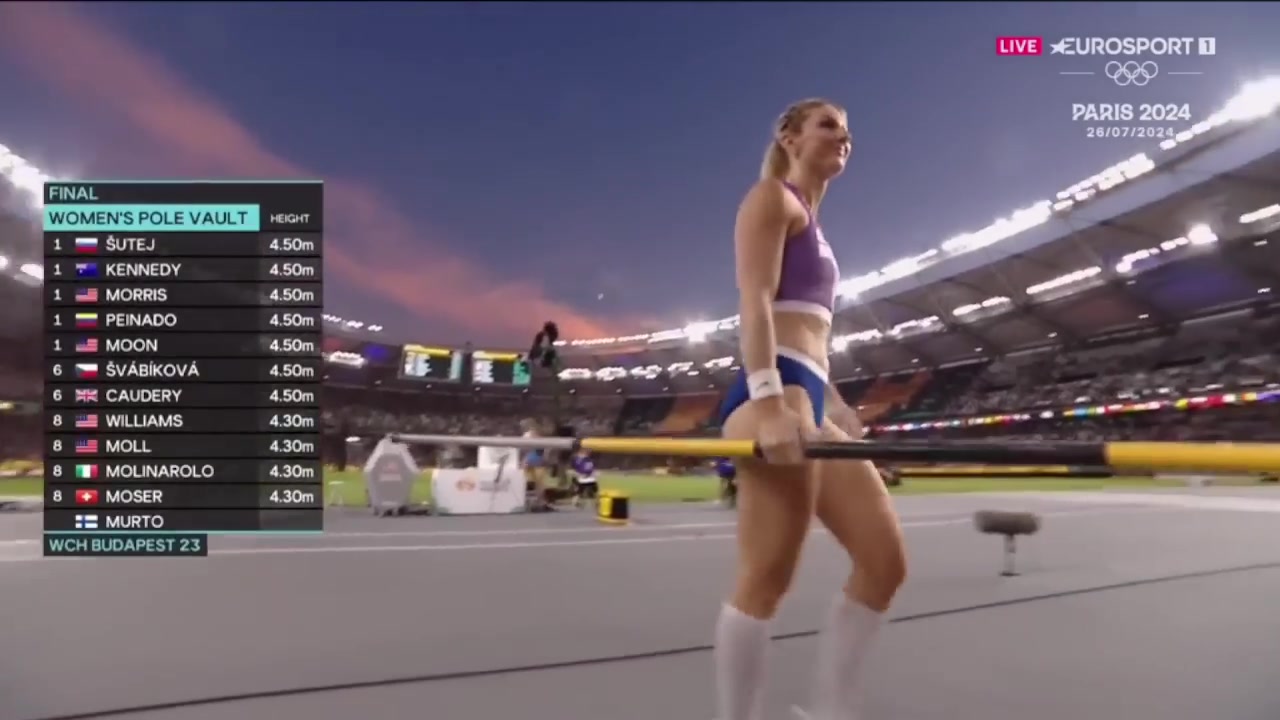 LIVE EUROSPORT 1
PARIS 2024
26/07/2024
FINAL
WOMEN'S POLE VAULT HEIGHT
1 ŠUTEJ 4.50m
1 KENNEDY 4.50m
1 MORRIS 4.50m
1 PEINADO 4.50m
1 MOON 4.50m
6 ŠVÁBÍKOVÁ 4.50m
6 CAUDERY 4.50m
8 WILLIAMS 4.30m
8 MOLL 4.30m
8 MOLINAROLO 4.30m
8 MOSER 4.30m
MURTO
WCH BUDAPEST 23